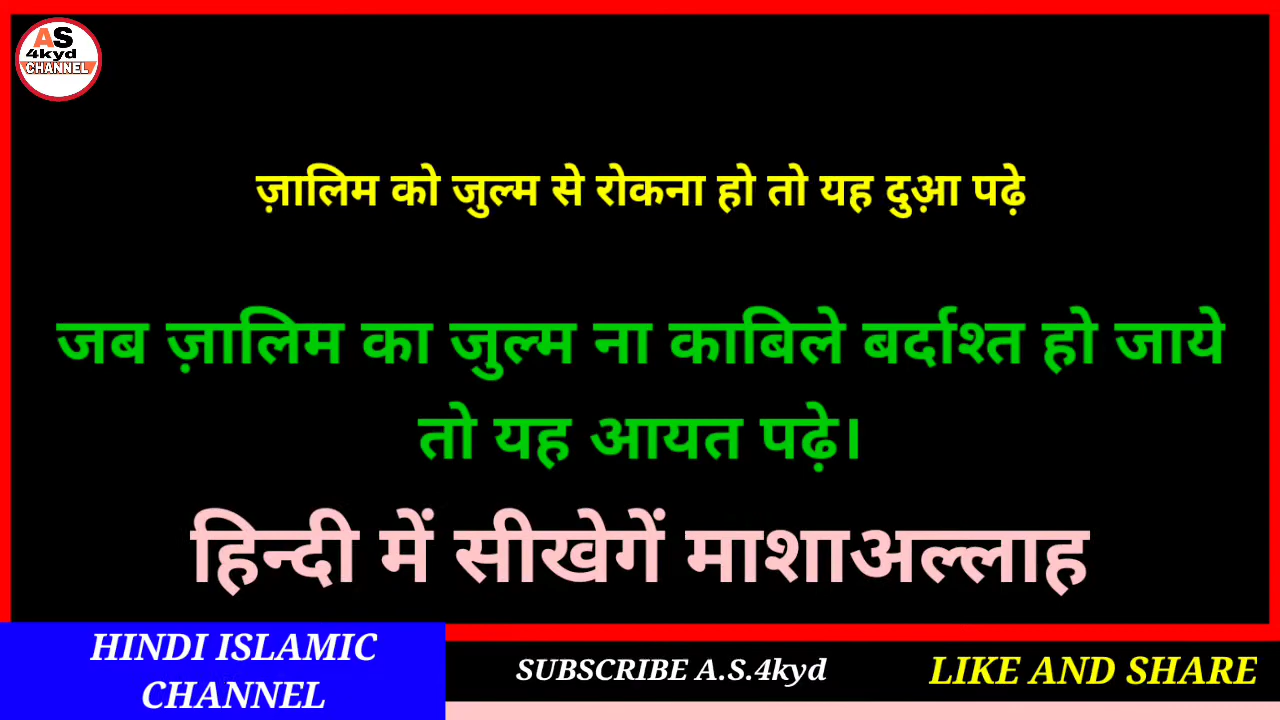 AS
4kyd
CHANNEL
ज़ालिम को जुल्म से रोकना हो तो यह दुआ़ पढ़े
जब ज़ालिम का जुल्म ना काबिले बर्दाश्त हो जाये
तो यह आयत पढ़े।
हिन्दी में सीखेगें माशाअल्लाह
HINDI ISLAMIC
CHANNEL
SUBSCRIBE A.S.4kyd
LIKE AND SHARE